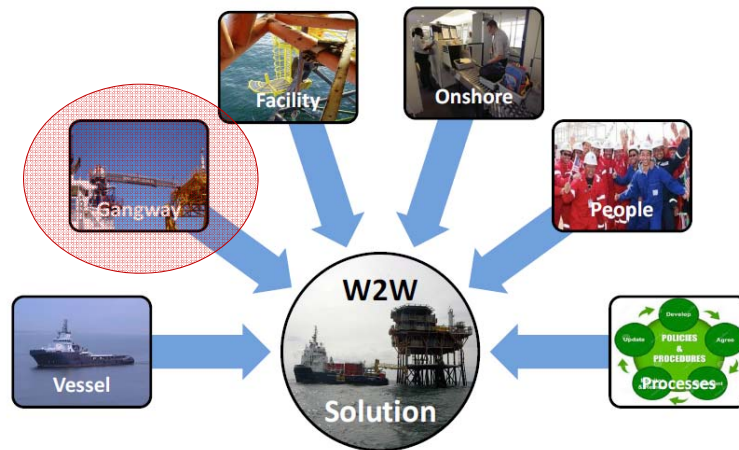 Facility
Onshore
Gangway
People
W2W
Vessel
Solution
Develop
Update
Agree
POLICIES
&
PROCEDURES
Processes